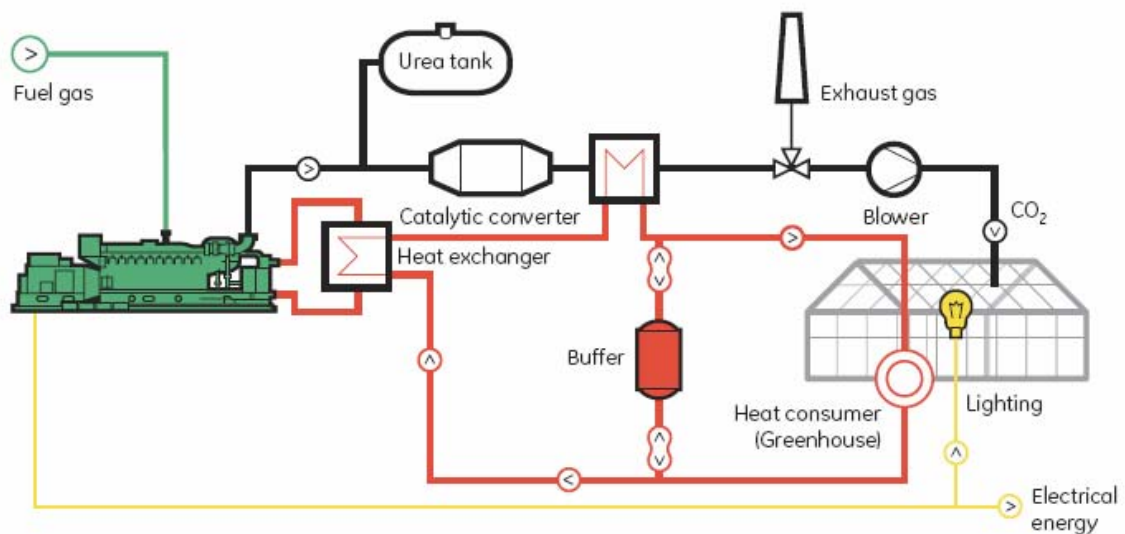 Fuel gas
Urea tank
Exhaust gas
Catalytic converter
Heat exchanger
Blower
CO₂
Buffer
Heat consumer
(Greenhouse)
Lighting
Electrical
energy